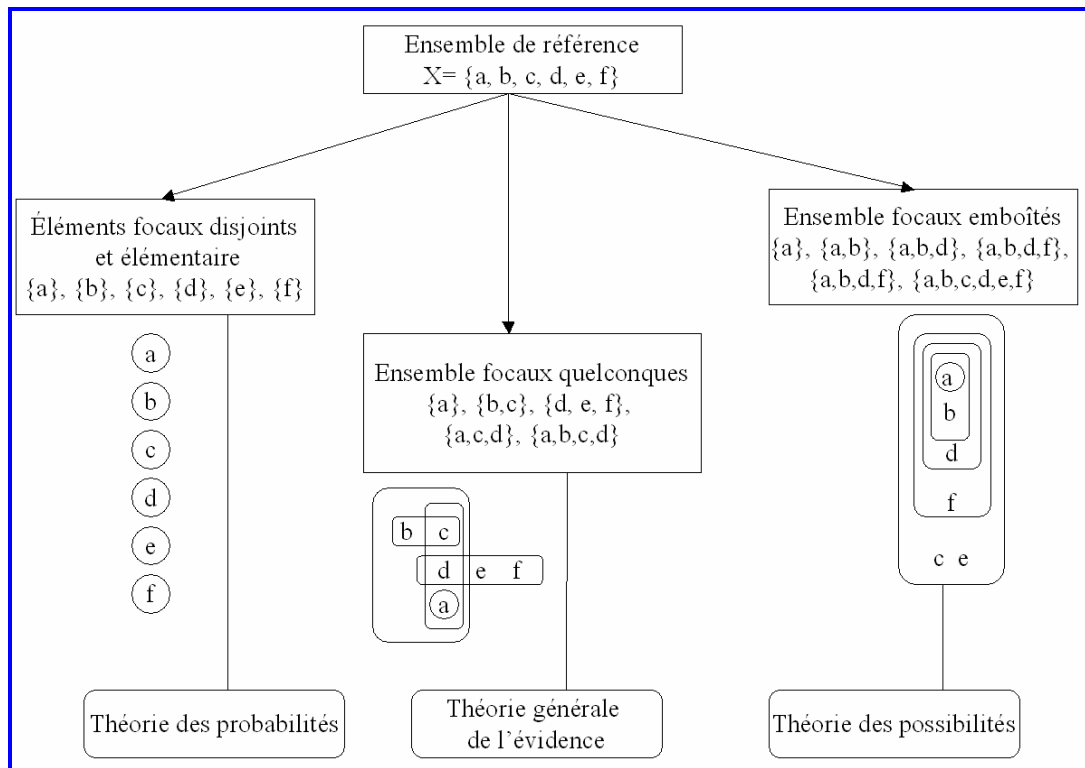 Ensemble de référence
X= {a, b, c, d, e, f}
Éléments focaux disjoints
et élémentaire
{a}, {b}, {c}, {d}, {e}, {f}
a
b
c
d
e
f
Théorie des probabilités
Ensemble focaux quelconques
{a}, {b,c}, {d, e, f},
{a,c,d}, {a,b,c,d}
b c
d e f
a
Théorie générale
de l'évidence
Ensemble focaux emboîtés
{a}, {a,b}, {a,b,d}, {a,b,d,f},
{a,b,d,f}, {a,b,c,d,e,f}
a
b
d
f
c e
Théorie des possibilités